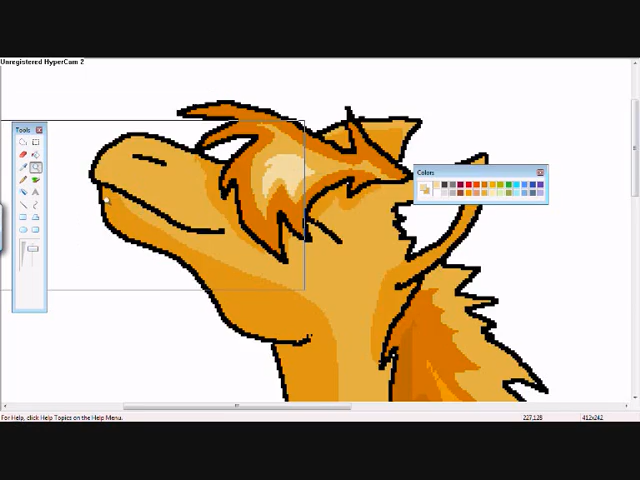 Unregistered HyperCam 2
Tools
Colors
For Help, click Help Topics on the Help Menu.
227,128
412x242